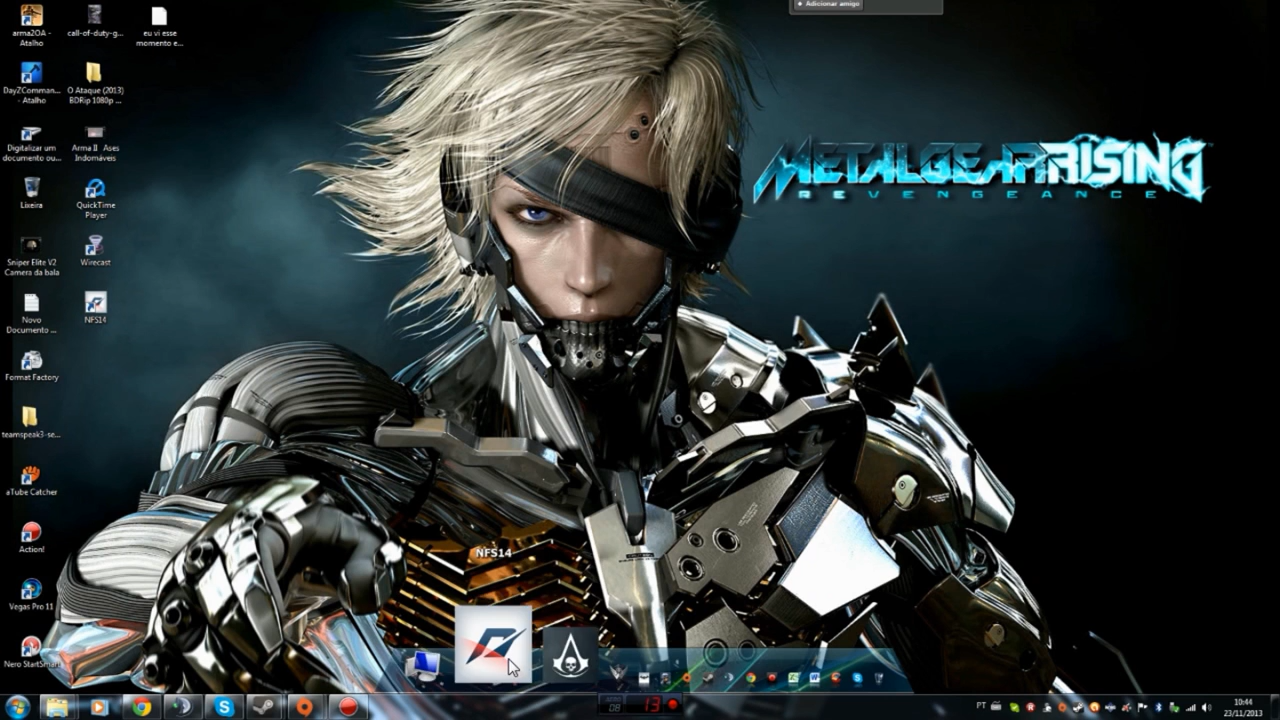 Adicionar amigo
arma2OA -
Atalho
call-of-duty-g...
eu vi esse
momento e...
DayZComman...
- Atalho
O Ataque (2013)
BDRip 1080p ...
Digitalizar um
documento ou...
Arma II Ases
Indomáveis
Lixeira
QuickTime
Player
Sniper Elite V2
Camera da bala
Wirecast
Novo
Documento ...
NFS14
Format Factory
teamspeak3-se...
aTube Catcher
Action!
Vegas Pro 11
Nero StartSmart
METAL GEAR RISING
REVENGEANCE
NFS14
08
13
PT
10:44
23/11/2013